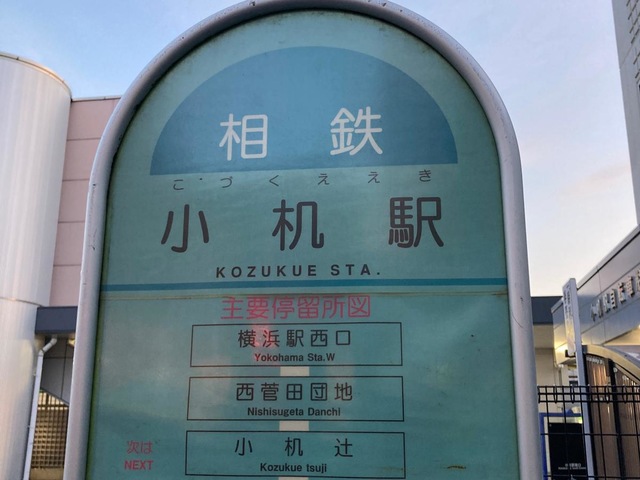 相鉄
こづくええき
小机駅
KOZUKUE STA.
主要停留所図
横浜駅西口
Yokohama Sta.W
西菅田団地
Nishisugeta Danchi
小机辻
Kozukue tsuji
次は
NEXT